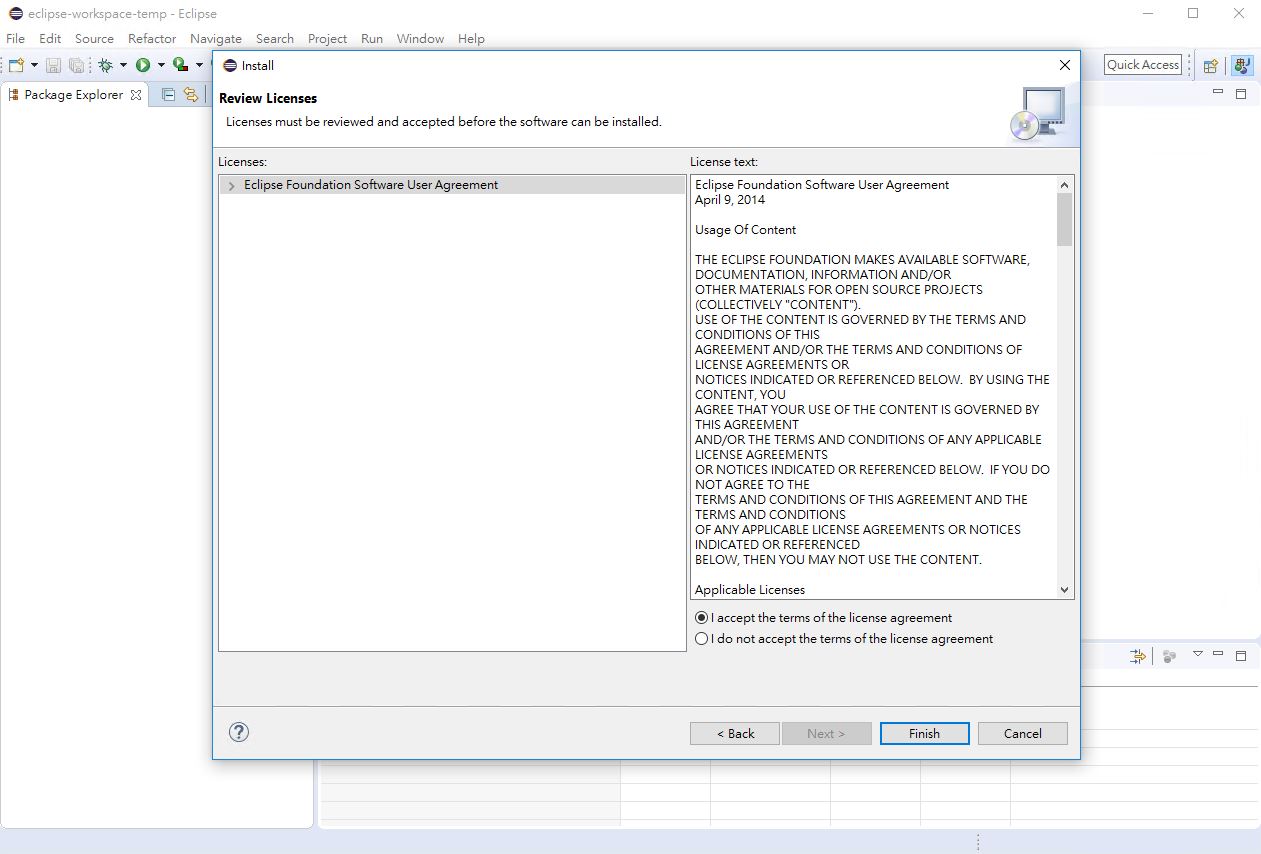 eclipse-workspace-temp - Eclipse
File Edit Source Refactor Navigate Search Project Run Window Help
Quick Access
Package Explorer
Install
Review Licenses
Licenses must be reviewed and accepted before the software can be installed.
Licenses:
Eclipse Foundation Software User Agreement
License text:
Eclipse Foundation Software User Agreement
April 9, 2014
Usage Of Content
THE ECLIPSE FOUNDATION MAKES AVAILABLE SOFTWARE,
DOCUMENTATION, INFORMATION AND/OR
OTHER MATERIALS FOR OPEN SOURCE PROJECTS
(COLLECTIVELY "CONTENT").
USE OF THE CONTENT IS GOVERNED BY THE TERMS AND
CONDITIONS OF THIS
AGREEMENT AND/OR THE TERMS AND CONDITIONS OF
LICENSE AGREEMENTS OR
NOTICES INDICATED OR REFERENCED BELOW.  BY USING THE
CONTENT, YOU
AGREE THAT YOUR USE OF THE CONTENT IS GOVERNED BY
THIS AGREEMENT
AND/OR THE TERMS AND CONDITIONS OF ANY APPLICABLE
LICENSE AGREEMENTS
OR NOTICES INDICATED OR REFERENCED BELOW.  IF YOU DO
NOT AGREE TO THE
TERMS AND CONDITIONS OF THIS AGREEMENT AND THE
TERMS AND CONDITIONS
OF ANY APPLICABLE LICENSE AGREEMENTS OR NOTICES
INDICATED OR REFERENCED
BELOW, THEN YOU MAY NOT USE THE CONTENT.
Applicable Licenses
I accept the terms of the license agreement
I do not accept the terms of the license agreement
? < Back Next > Finish Cancel